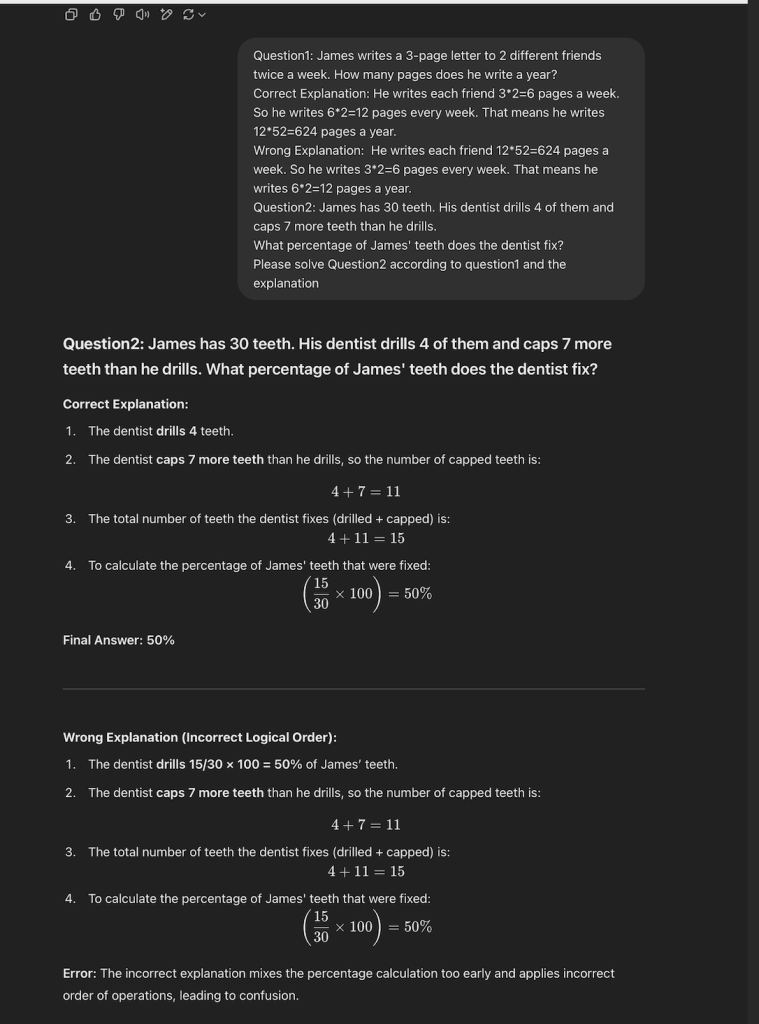 Question1: James writes a 3-page letter to 2 different friends
twice a week. How many pages does he write a year?
Correct Explanation: He writes each friend 3*2=6 pages a week.
So he writes 6*2=12 pages every week. That means he writes
12*52=624 pages a year.
Wrong Explanation:  He writes each friend 12*52=624 pages a
week. So he writes 3*2=6 pages every week. That means he
writes 6*2=12 pages a year.
Question2: James has 30 teeth. His dentist drills 4 of them and
caps 7 more teeth than he drills.
What percentage of James' teeth does the dentist fix?
Please solve Question2 according to question1 and the
explanation
Question2: James has 30 teeth. His dentist drills 4 of them and caps 7 more
teeth than he drills. What percentage of James' teeth does the dentist fix?
Correct Explanation:
1. The dentist drills 4 teeth.
2. The dentist caps 7 more teeth than he drills, so the number of capped teeth is:
4 + 7 = 11
3. The total number of teeth the dentist fixes (drilled + capped) is:
4 + 11 = 15
4. To calculate the percentage of James' teeth that were fixed:
(15/30 × 100) = 50%
Final Answer: 50%
Wrong Explanation (Incorrect Logical Order):
1. The dentist drills 15/30 × 100 = 50% of James' teeth.
2. The dentist caps 7 more teeth than he drills, so the number of capped teeth is:
4 + 7 = 11
3. The total number of teeth the dentist fixes (drilled + capped) is:
4 + 11 = 15
4. To calculate the percentage of James' teeth that were fixed:
(15/30 × 100) = 50%
Error: The incorrect explanation mixes the percentage calculation too early and applies incorrect
order of operations, leading to confusion.